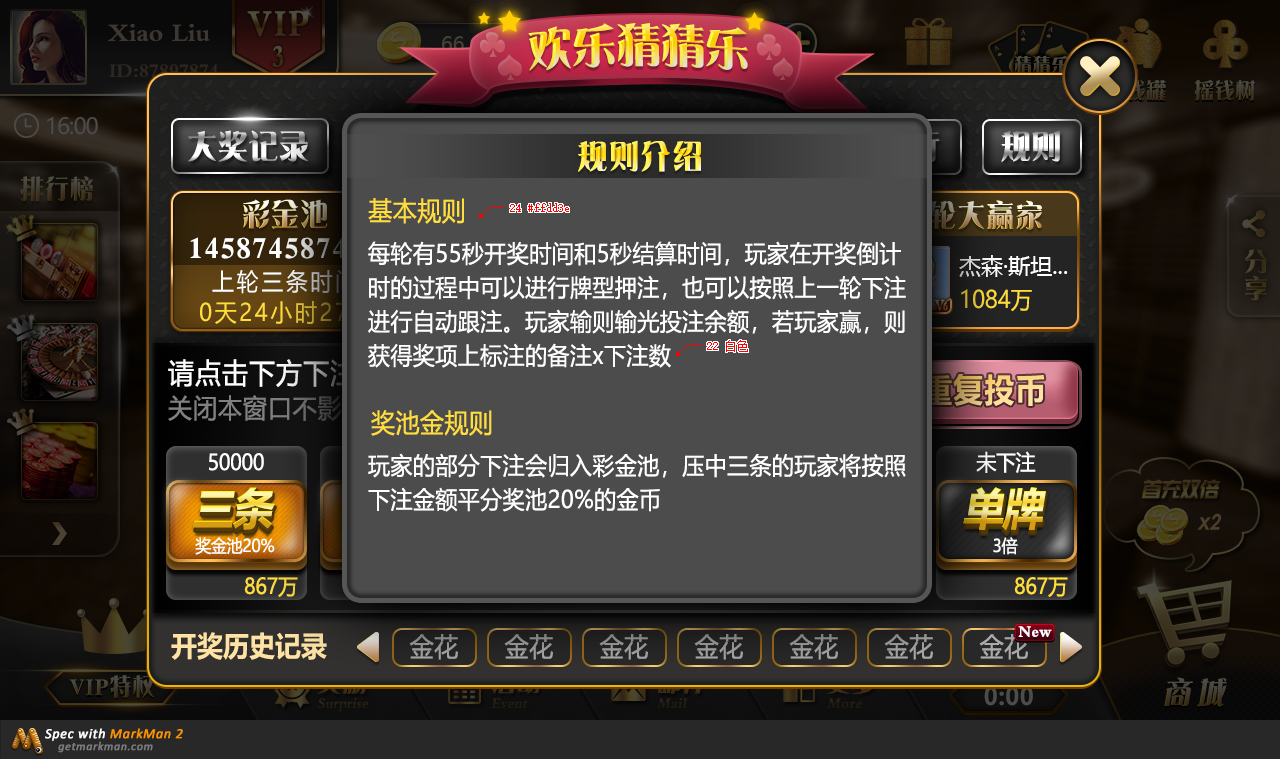 Xiao Liu
VIP
3
ID:87897874
66
欢乐猜猜乐
猜猜乐
摇钱树
16:00
大奖记录
规则
排行榜
规则介绍
彩金池
轮大赢家
1458745874
上轮三条时
0天24小时27
杰森·斯坦...
1084万
分享
基本规则
24 #ffdd3e
每轮有55秒开奖时间和5秒结算时间，玩家在开奖倒计
时的过程中可以进行牌型押注，也可以按照上一轮下注
进行自动跟注。玩家输则输光投注余额，若玩家赢，则
获得奖项上标注的备注x下注数
22 白色
请点击下方下注
关闭本窗口不影
重复投币
奖池金规则
玩家的部分下注会归入彩金池，压中三条的玩家将按照
下注金额平分奖池20%的金币
50000
三条
奖金池20%
867万
未下注
单牌
3倍
867万
首充双倍
x2
开奖历史记录
金花
金花
金花
金花
金花
金花
金花
New
VIP特权
Surprise
Event
Mail
更多
More
0:00
商城
Spec with MarkMan 2
getmarkman.com